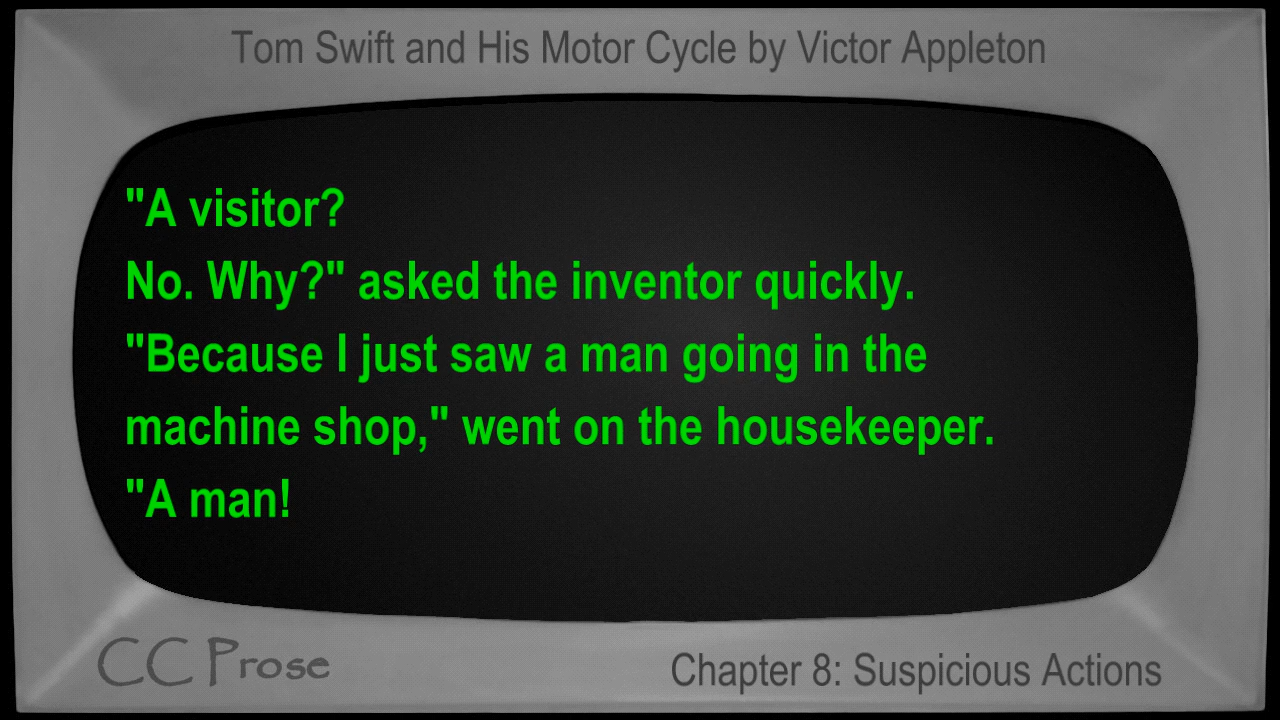 Tom Swift and His Motor Cycle by Victor Appleton
"A visitor?
No. Why?" asked the inventor quickly.
"Because I just saw a man going in the
machine shop," went on the housekeeper.
"A man!
CC Prose
Chapter 8: Suspicious Actions